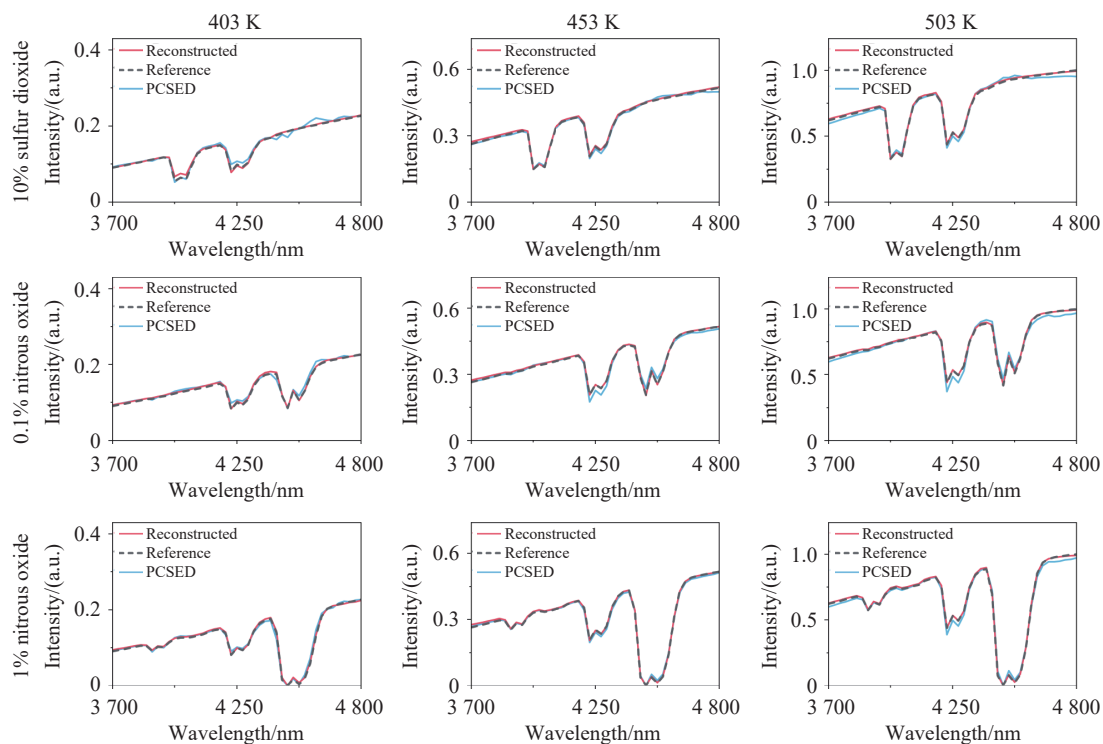 403 K
453 K
503 K
10% sulfur dioxide
Intensity/(a.u.)
0.4
0.2
0
Reconstructed
Reference
PCSED
3 700
4 250
4 800
Wavelength/nm
Intensity/(a.u.)
0.6
0.3
0
Reconstructed
Reference
PCSED
3 700
4 250
4 800
Wavelength/nm
Intensity/(a.u.)
1.0
0.5
0
Reconstructed
Reference
PCSED
3 700
4 250
4 800
Wavelength/nm
0.1% nitrous oxide
Intensity/(a.u.)
0.4
0.2
0
Reconstructed
Reference
PCSED
3 700
4 250
4 800
Wavelength/nm
Intensity/(a.u.)
0.6
0.3
0
Reconstructed
Reference
PCSED
3 700
4 250
4 800
Wavelength/nm
Intensity/(a.u.)
1.0
0.5
0
Reconstructed
Reference
PCSED
3 700
4 250
4 800
Wavelength/nm
1% nitrous oxide
Intensity/(a.u.)
0.4
0.2
0
Reconstructed
Reference
PCSED
3 700
4 250
4 800
Wavelength/nm
Intensity/(a.u.)
0.6
0.3
0
Reconstructed
Reference
PCSED
3 700
4 250
4 800
Wavelength/nm
Intensity/(a.u.)
1.0
0.5
0
Reconstructed
Reference
PCSED
3 700
4 250
4 800
Wavelength/nm